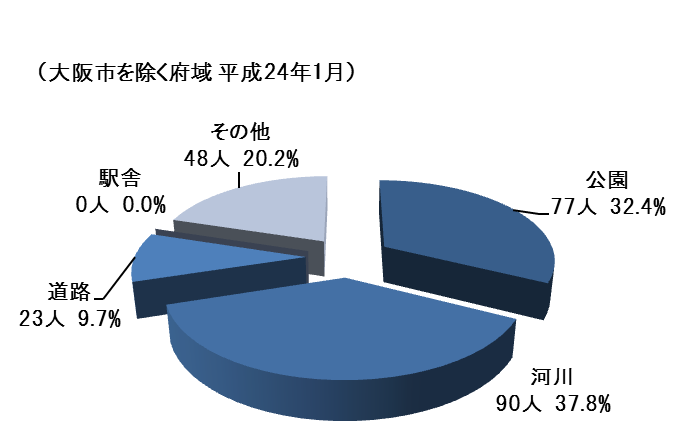 （大阪市を除く府域 平成24年1月）
その他
48人 20.2%
駅舎
0人 0.0%
公園
77人 32.4%
道路
23人 9.7%
河川
90人 37.8%